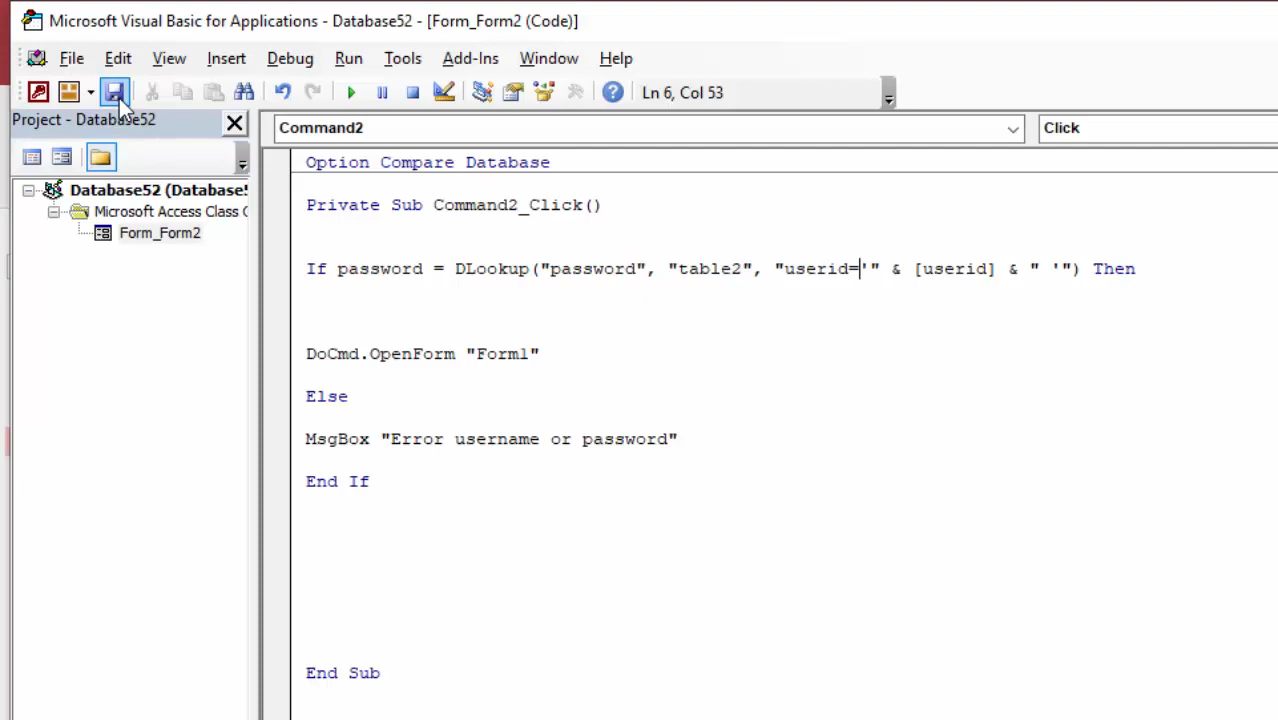 Microsoft Visual Basic for Applications - Database52 - [Form_Form2 (Code)]
File Edit View Insert Debug Run Tools Add-Ins Window Help
Ln 6, Col 53
Project - Database52
Command2
Click
Database52 (Database5
Microsoft Access Class C
Form_Form2
Option Compare Database
Private Sub Command2_Click()
If password = DLookup("password", "table2", "userid='" & [userid] & " '") Then
DoCmd.OpenForm "Form1"
Else
MsgBox "Error username or password"
End If
End Sub